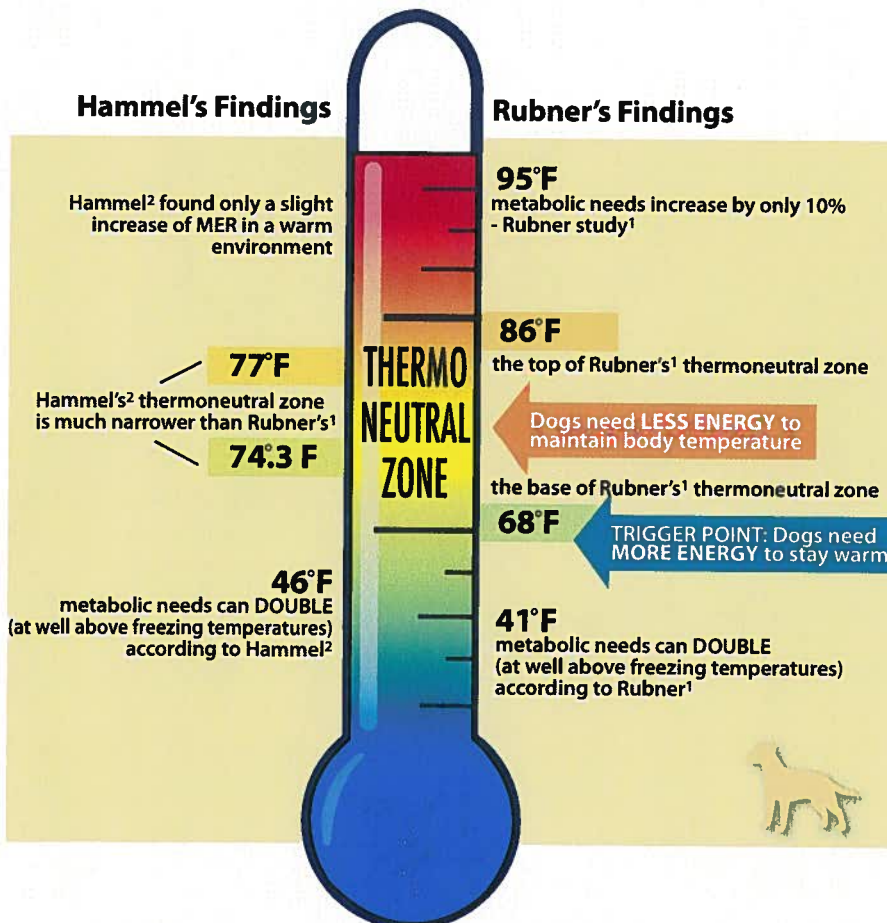 Hammel's Findings
Hammel² found only a slight
increase of MER in a warm
environment
77°F
Hammel's² thermoneutral zone
is much narrower than Rubner's¹
74.3 F
46°F
metabolic needs can DOUBLE
(at well above freezing temperatures)
according to Hammel²
THERMO
NEUTRAL
ZONE
Rubner's Findings
95°F
metabolic needs increase by only 10%
- Rubner study¹
86°F
the top of Rubner's¹ thermoneutral zone
Dogs need LESS ENERGY to
maintain body temperature
the base of Rubner's¹ thermoneutral zone
68°F
TRIGGER POINT: Dogs need
MORE ENERGY to stay warm
41°F
metabolic needs can DOUBLE
(at well above freezing temperatures)
according to Rubner¹